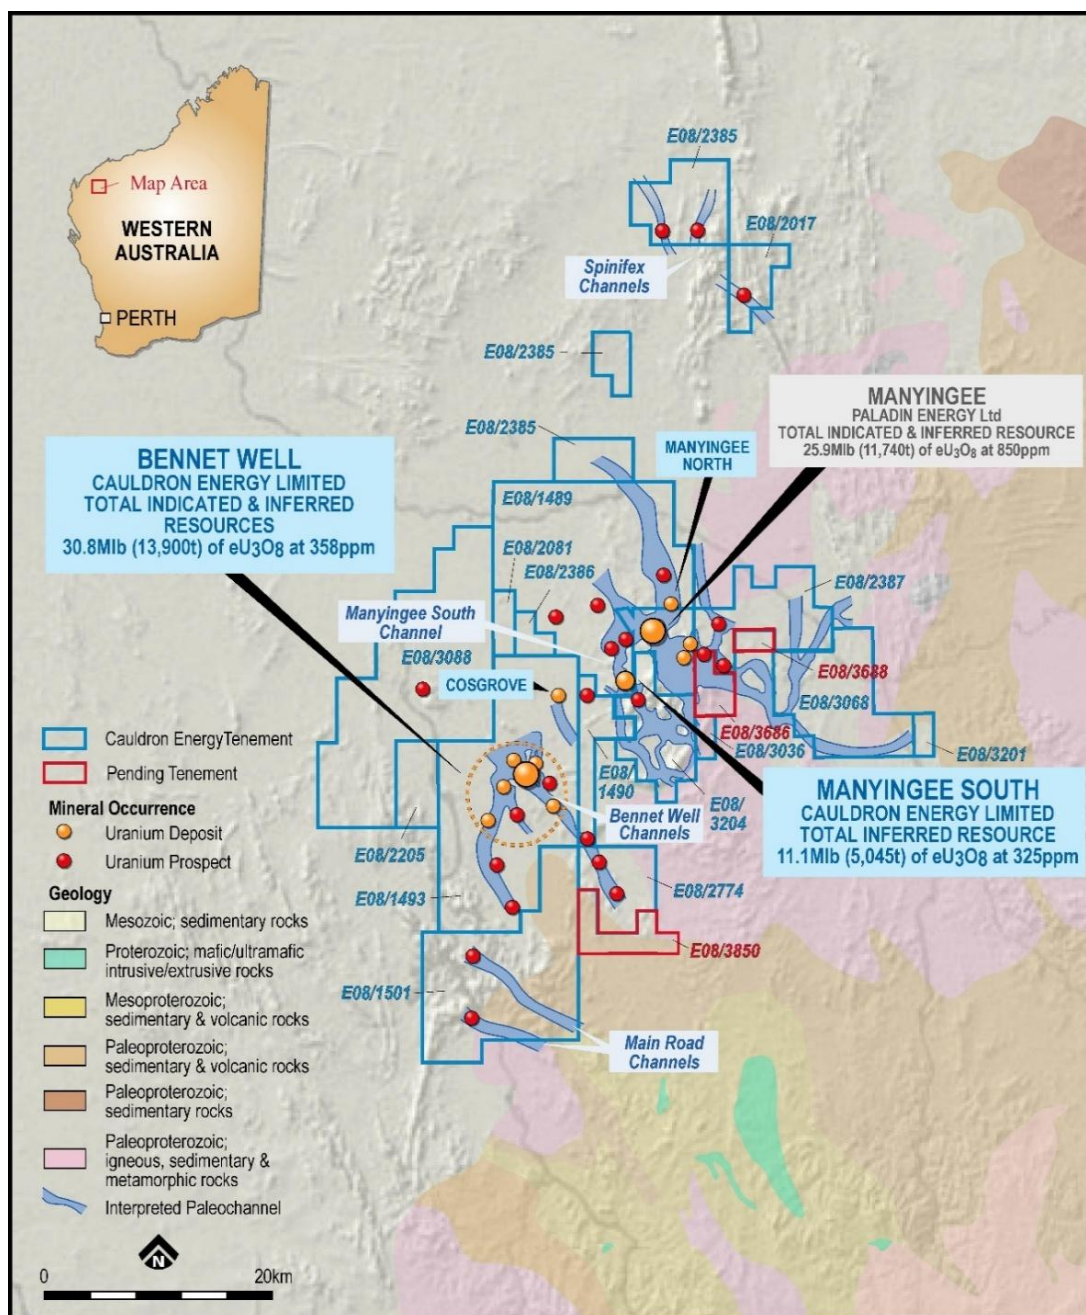 Map Area
WESTERN
AUSTRALIA
PERTH
E08/2385
E08/2017
Spinifex
Channels
E08/2385
MANYINGEE
PALADIN ENERGY Ltd
TOTAL INDICATED & INFERRED RESOURCE
25.9Mlb (11,740t) of eU3O8 at 850ppm
E08/2385
MANYINGEE
NORTH
BENNET WELL
CAULDRON ENERGY LIMITED
TOTAL INDICATED & INFERRED
RESOURCES
30.8Mlb (13,900t) of eU3O8 at 358ppm
E08/1489
E08/2081
E08/2386
E08/2387
Manyingee South
Channel
E08/3088
COSGROVE
E08/3688
E08/3068
E08/3686
E08/3036
E08/3201
E08/
1490
E08/
3204
Bennet Well
Channels
MANYINGEE SOUTH
CAULDRON ENERGY LIMITED
TOTAL INFERRED RESOURCE
11.1Mlb (5,045t) of eU3O8 at 325ppm
E08/2205
E08/1493
E08/2774
E08/3850
E08/1501
Main Road
Channels
Cauldron EnergyTenement
Pending Tenement
Mineral Occurrence
Uranium Deposit
Uranium Prospect
Geology
Mesozoic; sedimentary rocks
Proterozoic; mafic/ultramafic
intrusive/extrusive rocks
Mesoproterozoic;
sedimentary & volcanic rocks
Paleoproterozoic;
sedimentary & volcanic rocks
Paleoproterozoic;
sedimentary rocks
Paleoproterozoic;
igneous, sedimentary &
metamorphic rocks
Interpreted Paleochannel
N
0 20km